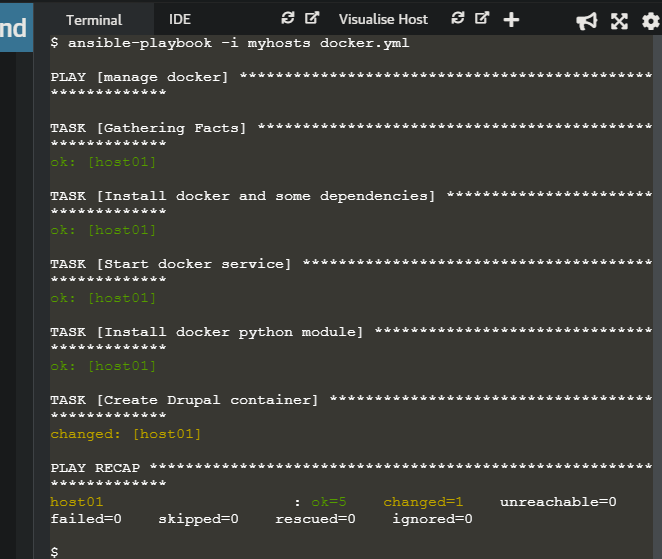 nd
Terminal IDE Visualise Host
$ ansible-playbook -i myhosts docker.yml
PLAY [manage docker] **********************************************
*************
TASK [Gathering Facts] ********************************************
*************
ok: [host01]
TASK [Install docker and some dependencies] ***********************
*************
ok: [host01]
TASK [Start docker service] ***************************************
*************
ok: [host01]
TASK [Install docker python module] *******************************
*************
ok: [host01]
TASK [Create Drupal container] ************************************
*************
changed: [host01]
PLAY RECAP ********************************************************
*************
host01 : ok=5 changed=1 unreachable=0
failed=0 skipped=0 rescued=0 ignored=0
$